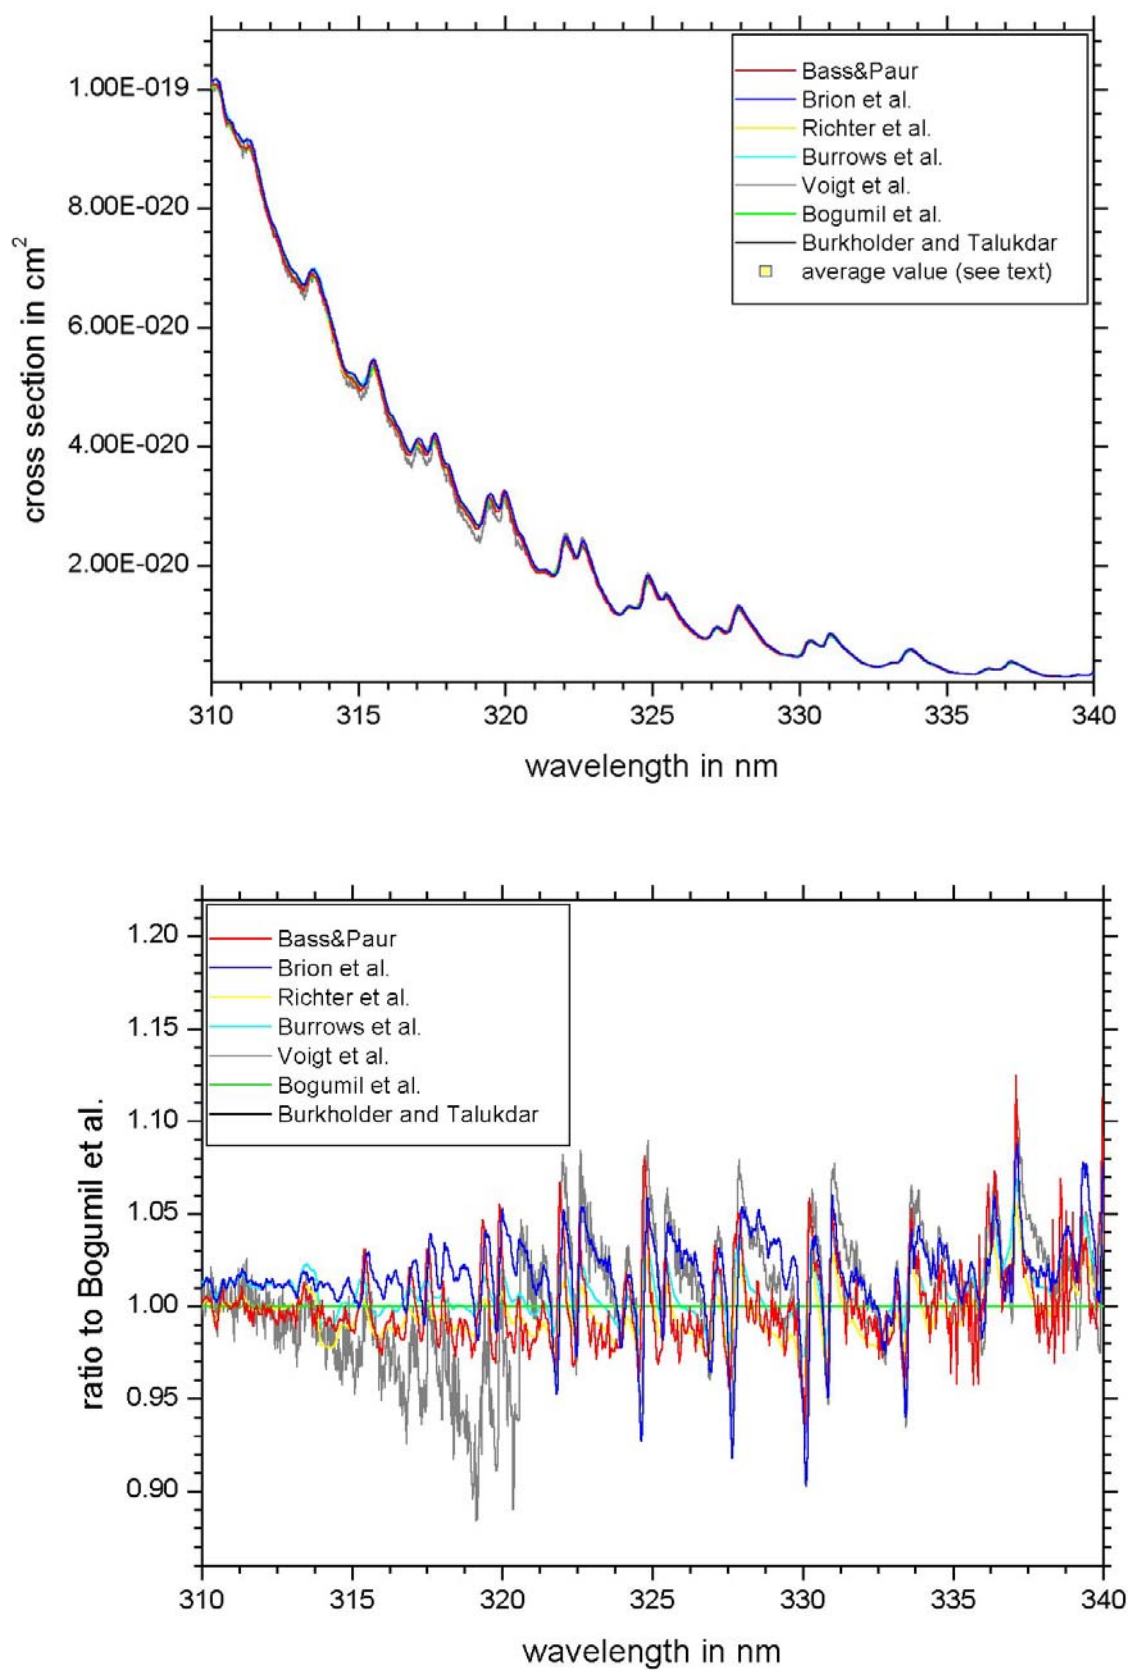 1.00E-019
8.00E-020
6.00E-020
4.00E-020
2.00E-020
cross section in cm²
Bass&Paur
Brion et al.
Richter et al.
Burrows et al.
Voigt et al.
Bogumil et al.
Burkholder and Talukdar
average value (see text)
310 315 320 325 330 335 340
wavelength in nm
1.20
1.15
1.10
1.05
1.00
0.95
0.90
ratio to Bogumil et al.
Bass&Paur
Brion et al.
Richter et al.
Burrows et al.
Voigt et al.
Bogumil et al.
Burkholder and Talukdar
310 315 320 325 330 335 340
wavelength in nm